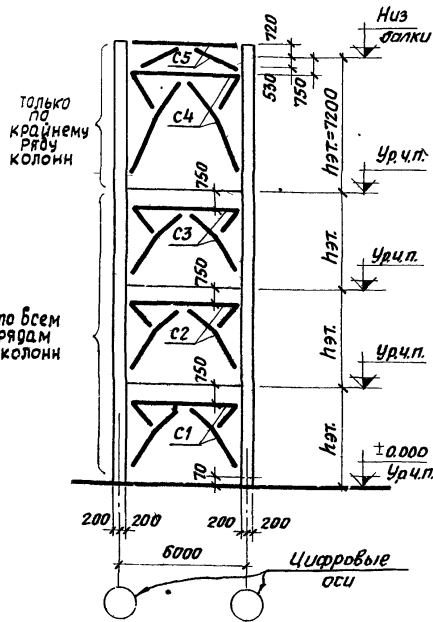 Низ
балки
720
530
750
С5
С4
только
по
крайнему
ряду
колонн
hэт.=7200
Ур.ч.п.
750
С3
hэт.
Ур.ч.п.
750
по всем
рядам
колонн
С2
hэт.
Ур.ч.п.
750
С1
hэт.
70
±0.000
Ур.ч.п.
200 200
200 200
6000
Цифровые
оси